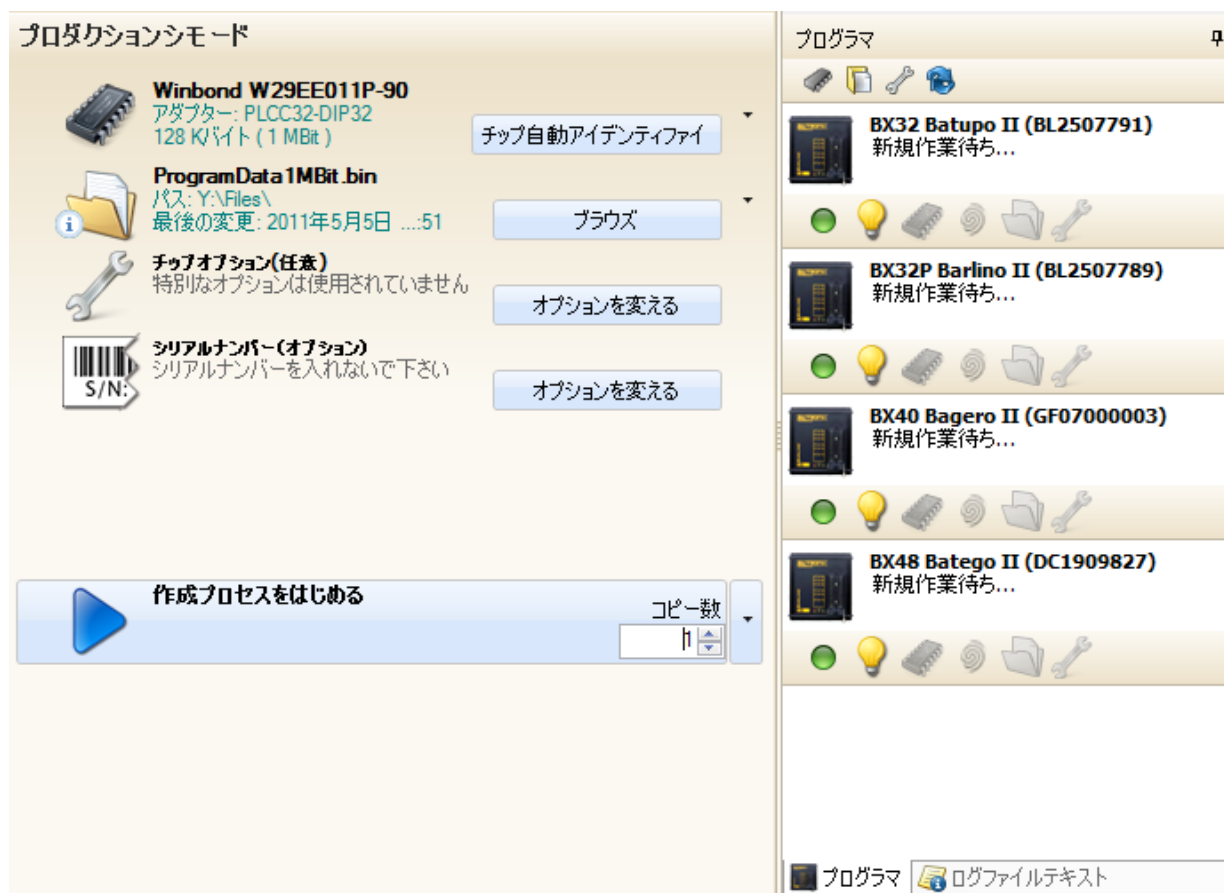 プロダクションシモード
Winbond W29EE011P-90
アダプター: PLCC32-DIP32
128 Kバイト ( 1 MBit )
チップ自動アイデンティファイ
ProgramData1MBit.bin
パス: Y:\Files\
最後の変更: 2011年5月5日 ...:51
ブラウズ
チップオプション(任意)
特別なオプションは使用されていません
オプションを変える
シリアルナンバー(オプション)
シリアルナンバーを入れないで下さい
S/N:
オプションを変える
作成プロセスをはじめる
コピー数
1
プログラマ
BX32 Batupo II (BL2507791)
新規作業待ち...
BX32P Barlino II (BL2507789)
新規作業待ち...
BX40 Bagero II (GF07000003)
新規作業待ち...
BX48 Batego II (DC1909827)
新規作業待ち...
プログラマ
ログファイルテキスト